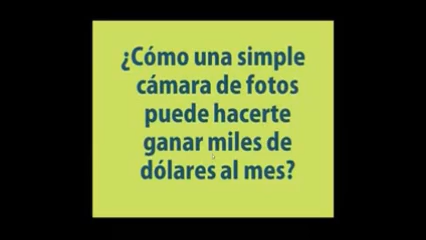 ¿Cómo una simple
cámara de fotos
puede hacerte
ganar miles de
dólares al mes?